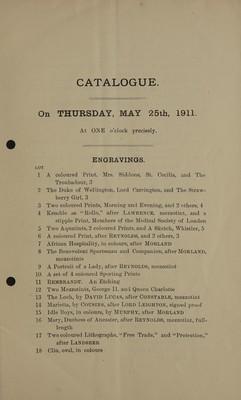 CATALOGUE.
On THURSDAY, MAY 25th, 1911.
At ONE o'clock precisely.
ENGRAVINGS.
LOT
1 A coloured Print, Mrs. Siddons, St. Cecilia, and The
Troubadour, 3
2 The Duke of Wellington, Lord Carrington, and The Straw-
berry Girl, 3
3 Two coloured Prints, Morning and Evening, and 2 others, 4
4 Kemble as "Rolla," after LAWRENCE, mezzotint, and a
stipple Print, Members of the Medical Society of London
5 Two Aquatints, 2 coloured Prints, and A Sketch, Whistler, 5
6 A coloured Print, after REYNOLDS, and 2 others, 3
7 African Hospitality, in colours, after MORLAND
8 The Benevolent Sportsman and Companion, after MORLAND,
mezzotints
9 A Portrait of a Lady, after REYNOLDS, mezzotint
10 A set of 4 coloured Sporting Prints
11 REMBRANDT. An Etching
12 Two Mezzotints, George II. and Queen Charlotte
13 The Lock, by DAVID LUCAS, after CONSTABLE, mezzotint
14 Marietta, by COUSINS, after LORD LEIGHTON, signed proof
15 Idle Boys, in colours, by MURPHY, after MORLAND
16 Mary, Duchess of Ancaster, after REYNOLDS, mezzotint, full-
length
17 Two coloured Lithographs, "Free Trade," and "Protection,"
after LANDSEER
18 Clio, oval, in colours